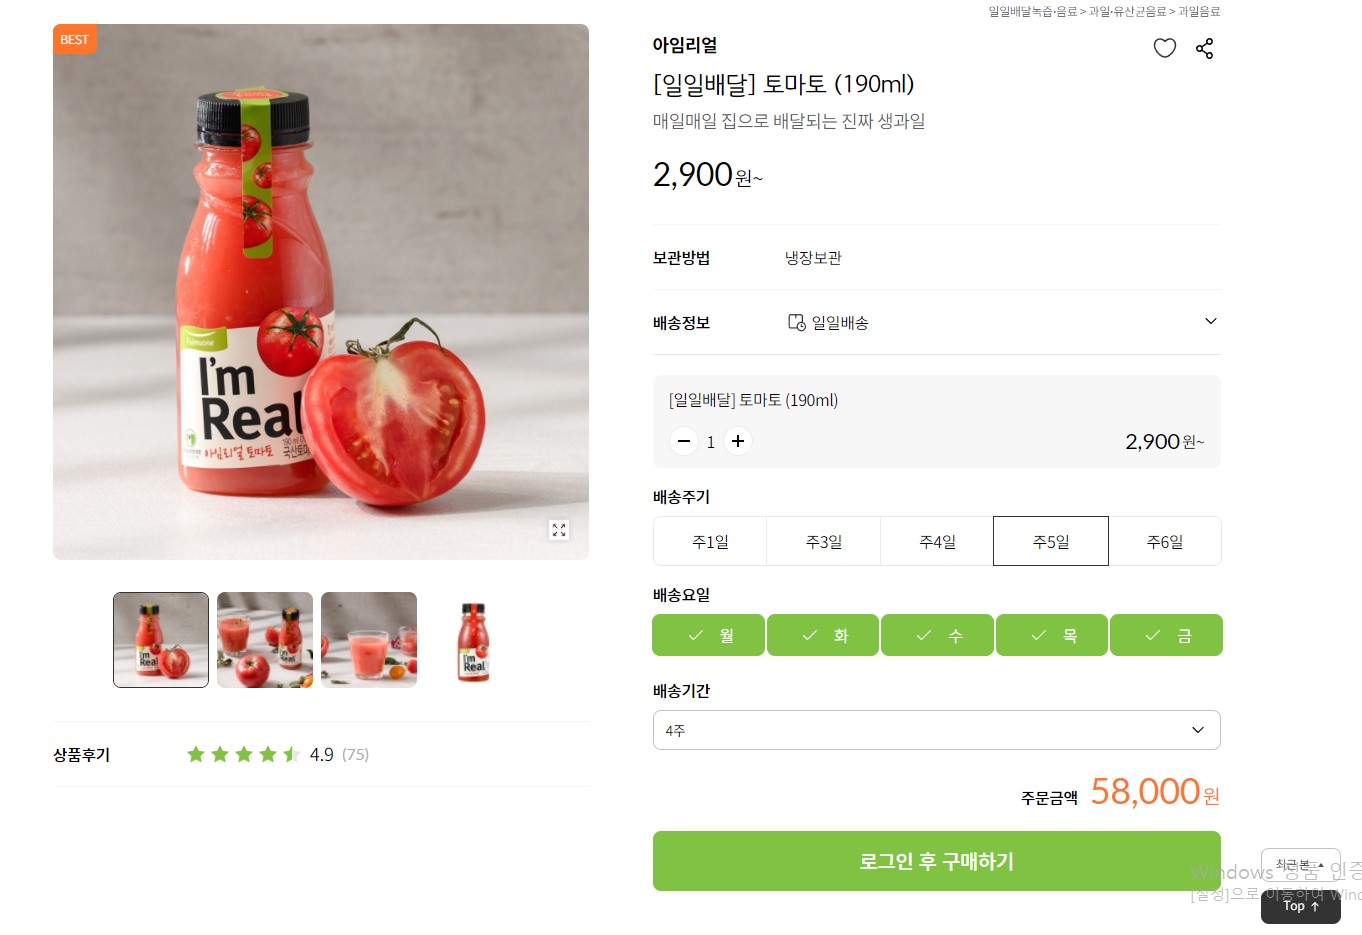 일일배달녹즙·음료 > 과일·유산균음료 > 과일음료
BEST
아임리얼
[일일배달] 토마토 (190ml)
매일매일 집으로 배달되는 진짜 생과일
2,900원~
보관방법 냉장보관
배송정보 일일배송
[일일배달] 토마토 (190ml)
1
2,900원~
배송주기
주1일 주3일 주4일 주5일 주6일
배송요일
월 화 수 목 금
배송기간
4주
주문금액 58,000원
로그인 후 구매하기
Pulmuone
I'm
Real
아임리얼 토마토
190 ml
국산토마
I'm
Real
I'm
Real
I'm
Real
상품후기 4.9 (75)
최근 본
Windows 정품 인증
[설정]으로 이동하여 Wind
Top